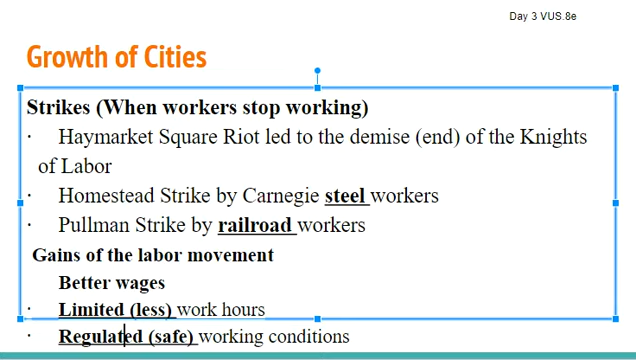 Day 3 VUS.8e
Growth of Cities
Strikes (When workers stop working)
· Haymarket Square Riot led to the demise (end) of the Knights
of Labor
· Homestead Strike by Carnegie steel workers
· Pullman Strike by railroad workers
Gains of the labor movement
Better wages
· Limited (less) work hours
· Regulated (safe) working conditions